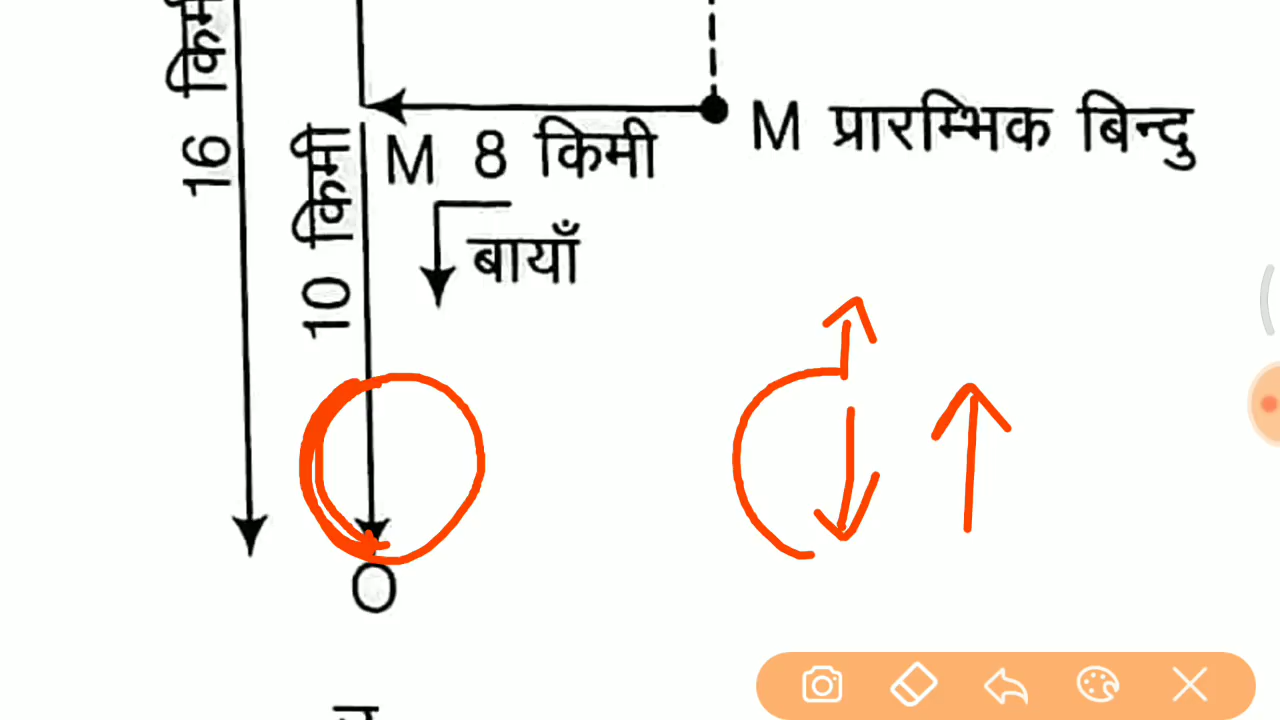 16 किमी
10 किमी
M 8 किमी
M प्रारम्भिक बिन्दु
बायाँ
O